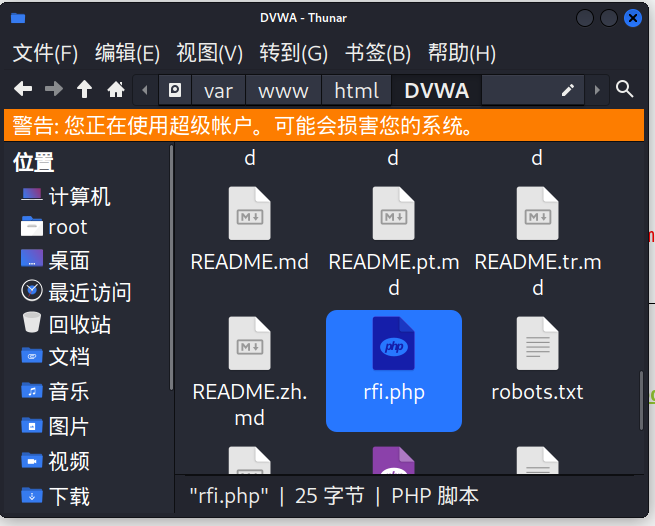 DVWA - Thunar
文件(F) 编辑(E) 视图(V) 转到(G) 书签(B) 帮助(H)
var www html DVWA
警告: 您正在使用超级帐户。可能会损害您的系统。
位置
计算机
root
桌面
最近访问
回收站
文档
音乐
图片
视频
下载
d d d
README.md README.pt.md README.tr.md
README.zh.md rfi.php robots.txt
"rfi.php" | 25 字节 | PHP 脚本